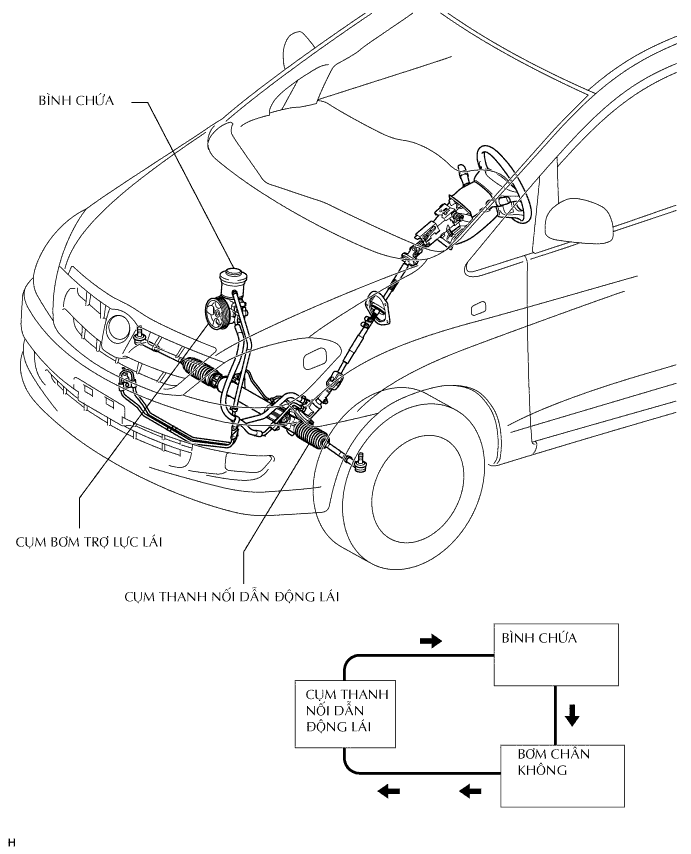 BÌNH CHỨA
CỤM BƠM TRỢ LỰC LÁI
CỤM THANH NỐI DẪN ĐỘNG LÁI
BÌNH CHỨA
CỤM THANH
NỐI DẪN
ĐỘNG LÁI
BƠM CHÂN
KHÔNG
H